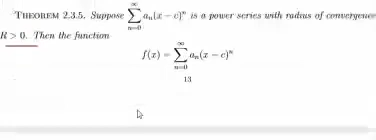 THEOREM 2.3.5. Suppose ∑_{n=0}^{∞} a_n(x − c)^n is a power series with radius of convergence
R > 0. Then the function
f(x) = ∑_{n=0}^{∞} a_n(x − c)^n
13